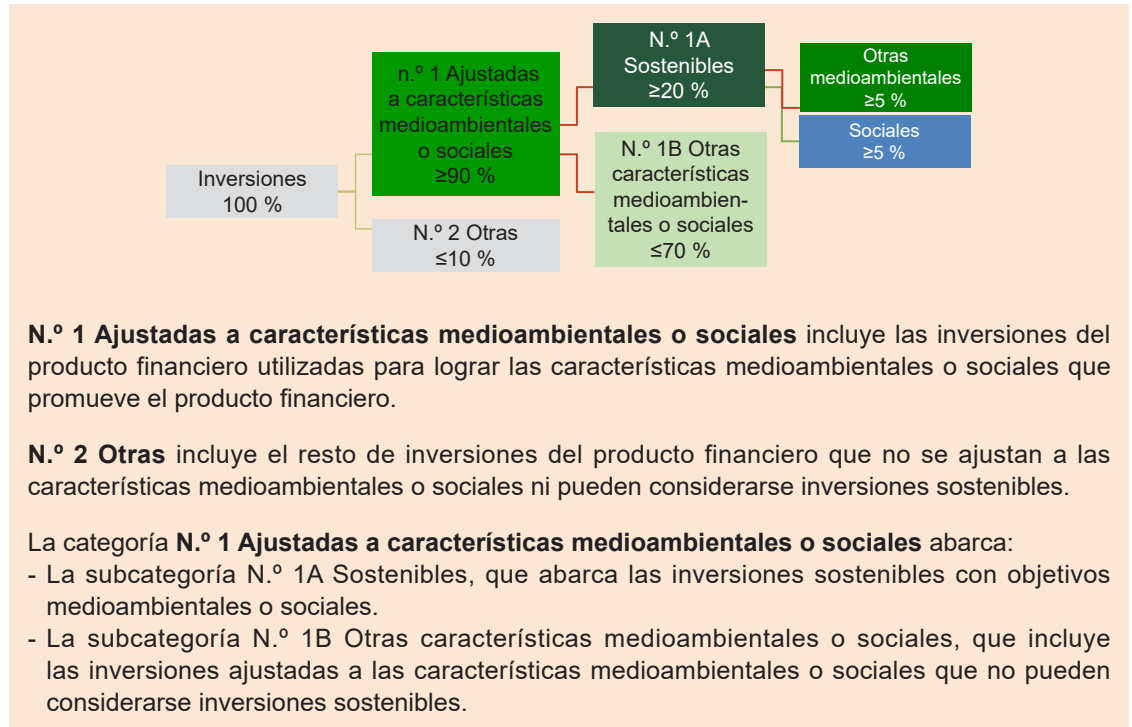 Inversiones
100 %
n.º 1 Ajustadas
a características
medioambientales
o sociales
≥90 %
N.º 2 Otras
≤10 %
N.º 1A
Sostenibles
≥20 %
N.º 1B Otras
características
medioambien-
tales o sociales
≤70 %
Otras
medioambientales
≥5 %
Sociales
≥5 %
N.º 1 Ajustadas a características medioambientales o sociales incluye las inversiones del
producto financiero utilizadas para lograr las características medioambientales o sociales que
promueve el producto financiero.
N.º 2 Otras incluye el resto de inversiones del producto financiero que no se ajustan a las
características medioambientales o sociales ni pueden considerarse inversiones sostenibles.
La categoría N.º 1 Ajustadas a características medioambientales o sociales abarca:
- La subcategoría N.º 1A Sostenibles, que abarca las inversiones sostenibles con objetivos
medioambientales o sociales.
- La subcategoría N.º 1B Otras características medioambientales o sociales, que incluye
las inversiones ajustadas a las características medioambientales o sociales que no pueden
considerarse inversiones sostenibles.